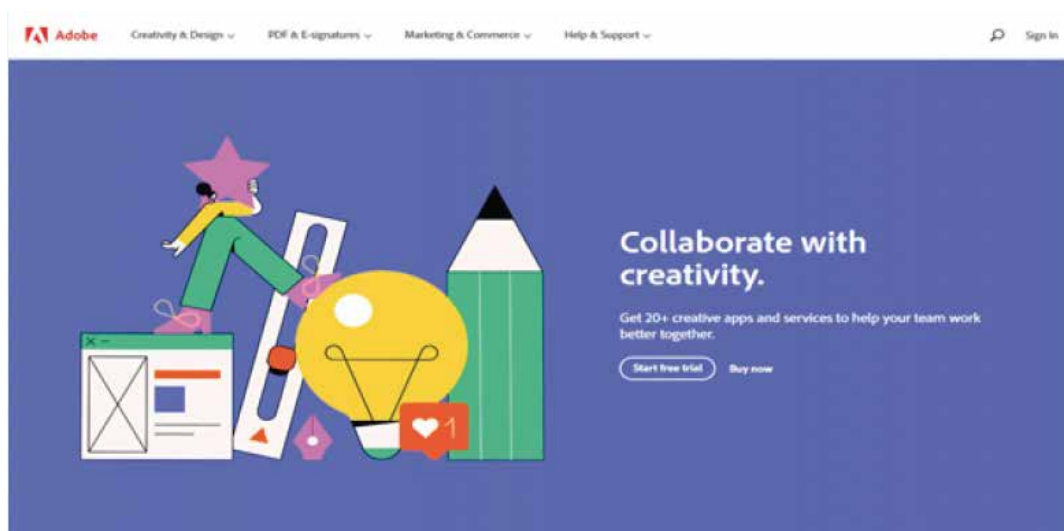 Adobe Creativity & Design PDF & E-signatures Marketing & Commerce Help & Support Sign In
Collaborate with
creativity.
Get 20+ creative apps and services to help your team work
better together.
Start free trial Buy now
1